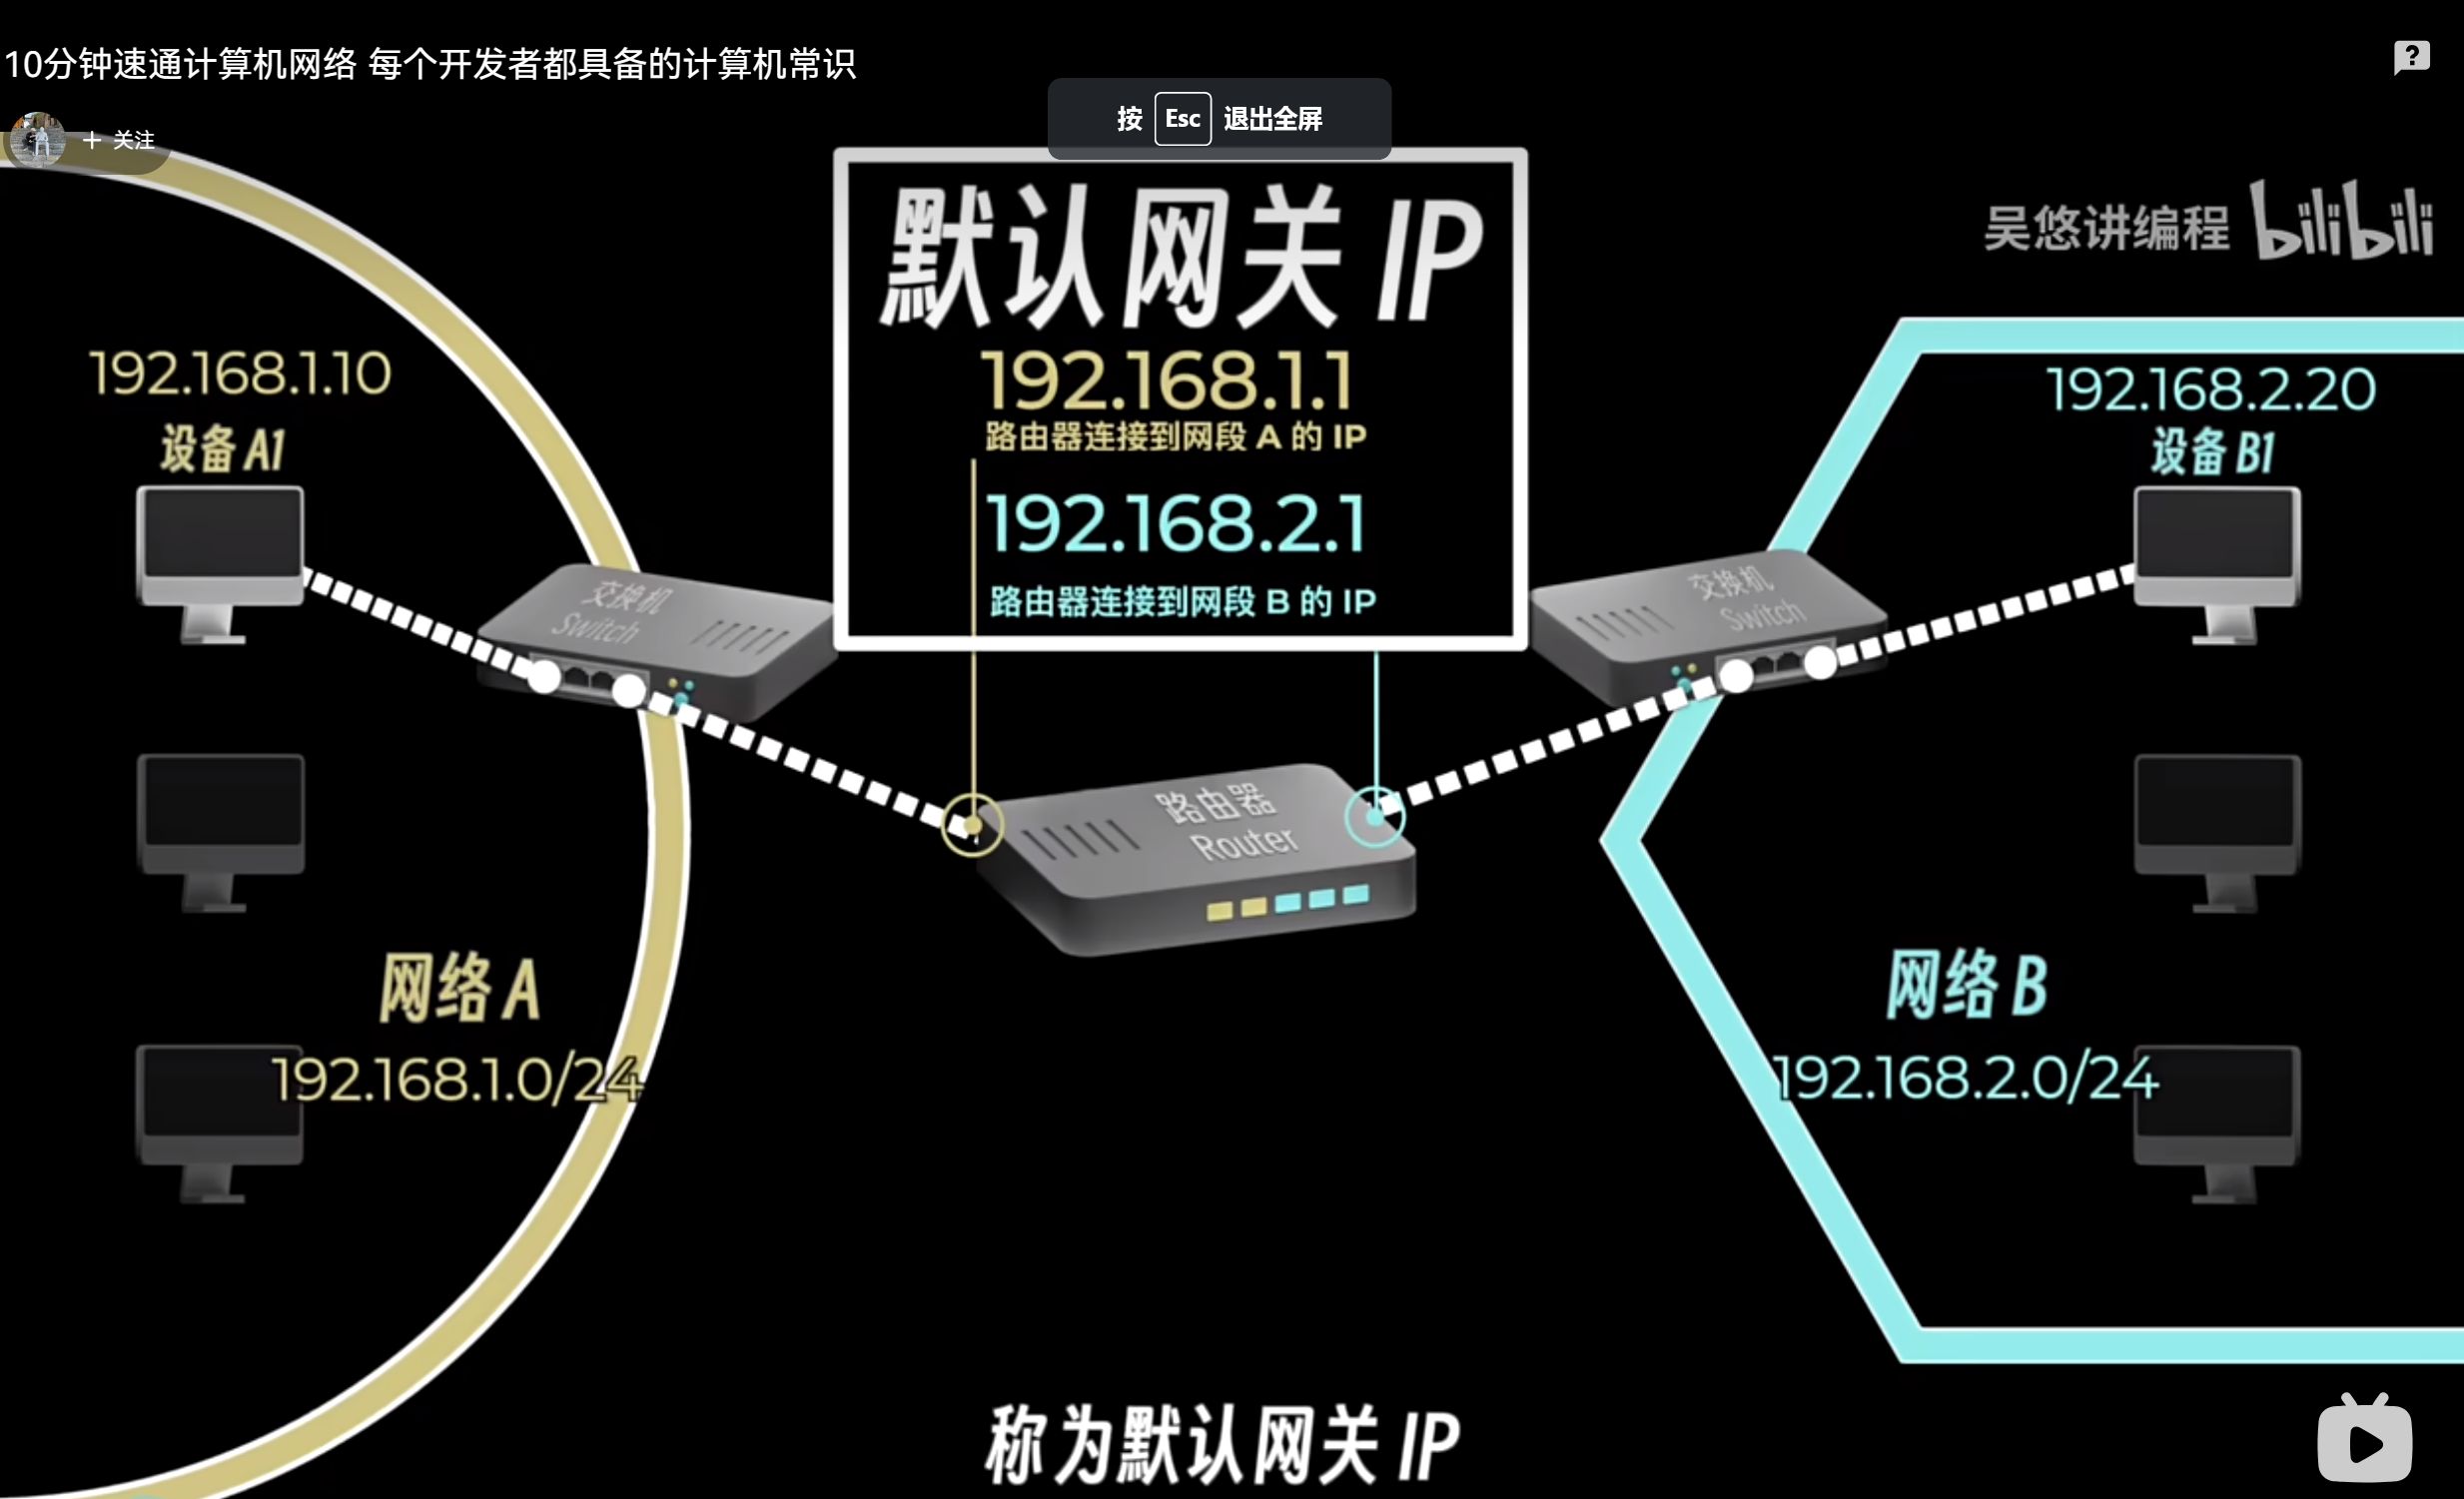 10分钟速通计算机网络 每个开发者都具备的计算机常识
按 Esc 退出全屏
+ 关注
吴悠讲编程 bilibili
默认网关 IP
192.168.1.1
路由器连接到网段 A 的 IP
192.168.2.1
路由器连接到网段 B 的 IP
192.168.1.10
设备 A1
192.168.2.20
设备 B1
交换机
Switch
交换机
Switch
路由器
Router
网络 A
192.168.1.0/24
网络 B
192.168.2.0/24
称为默认网关 IP